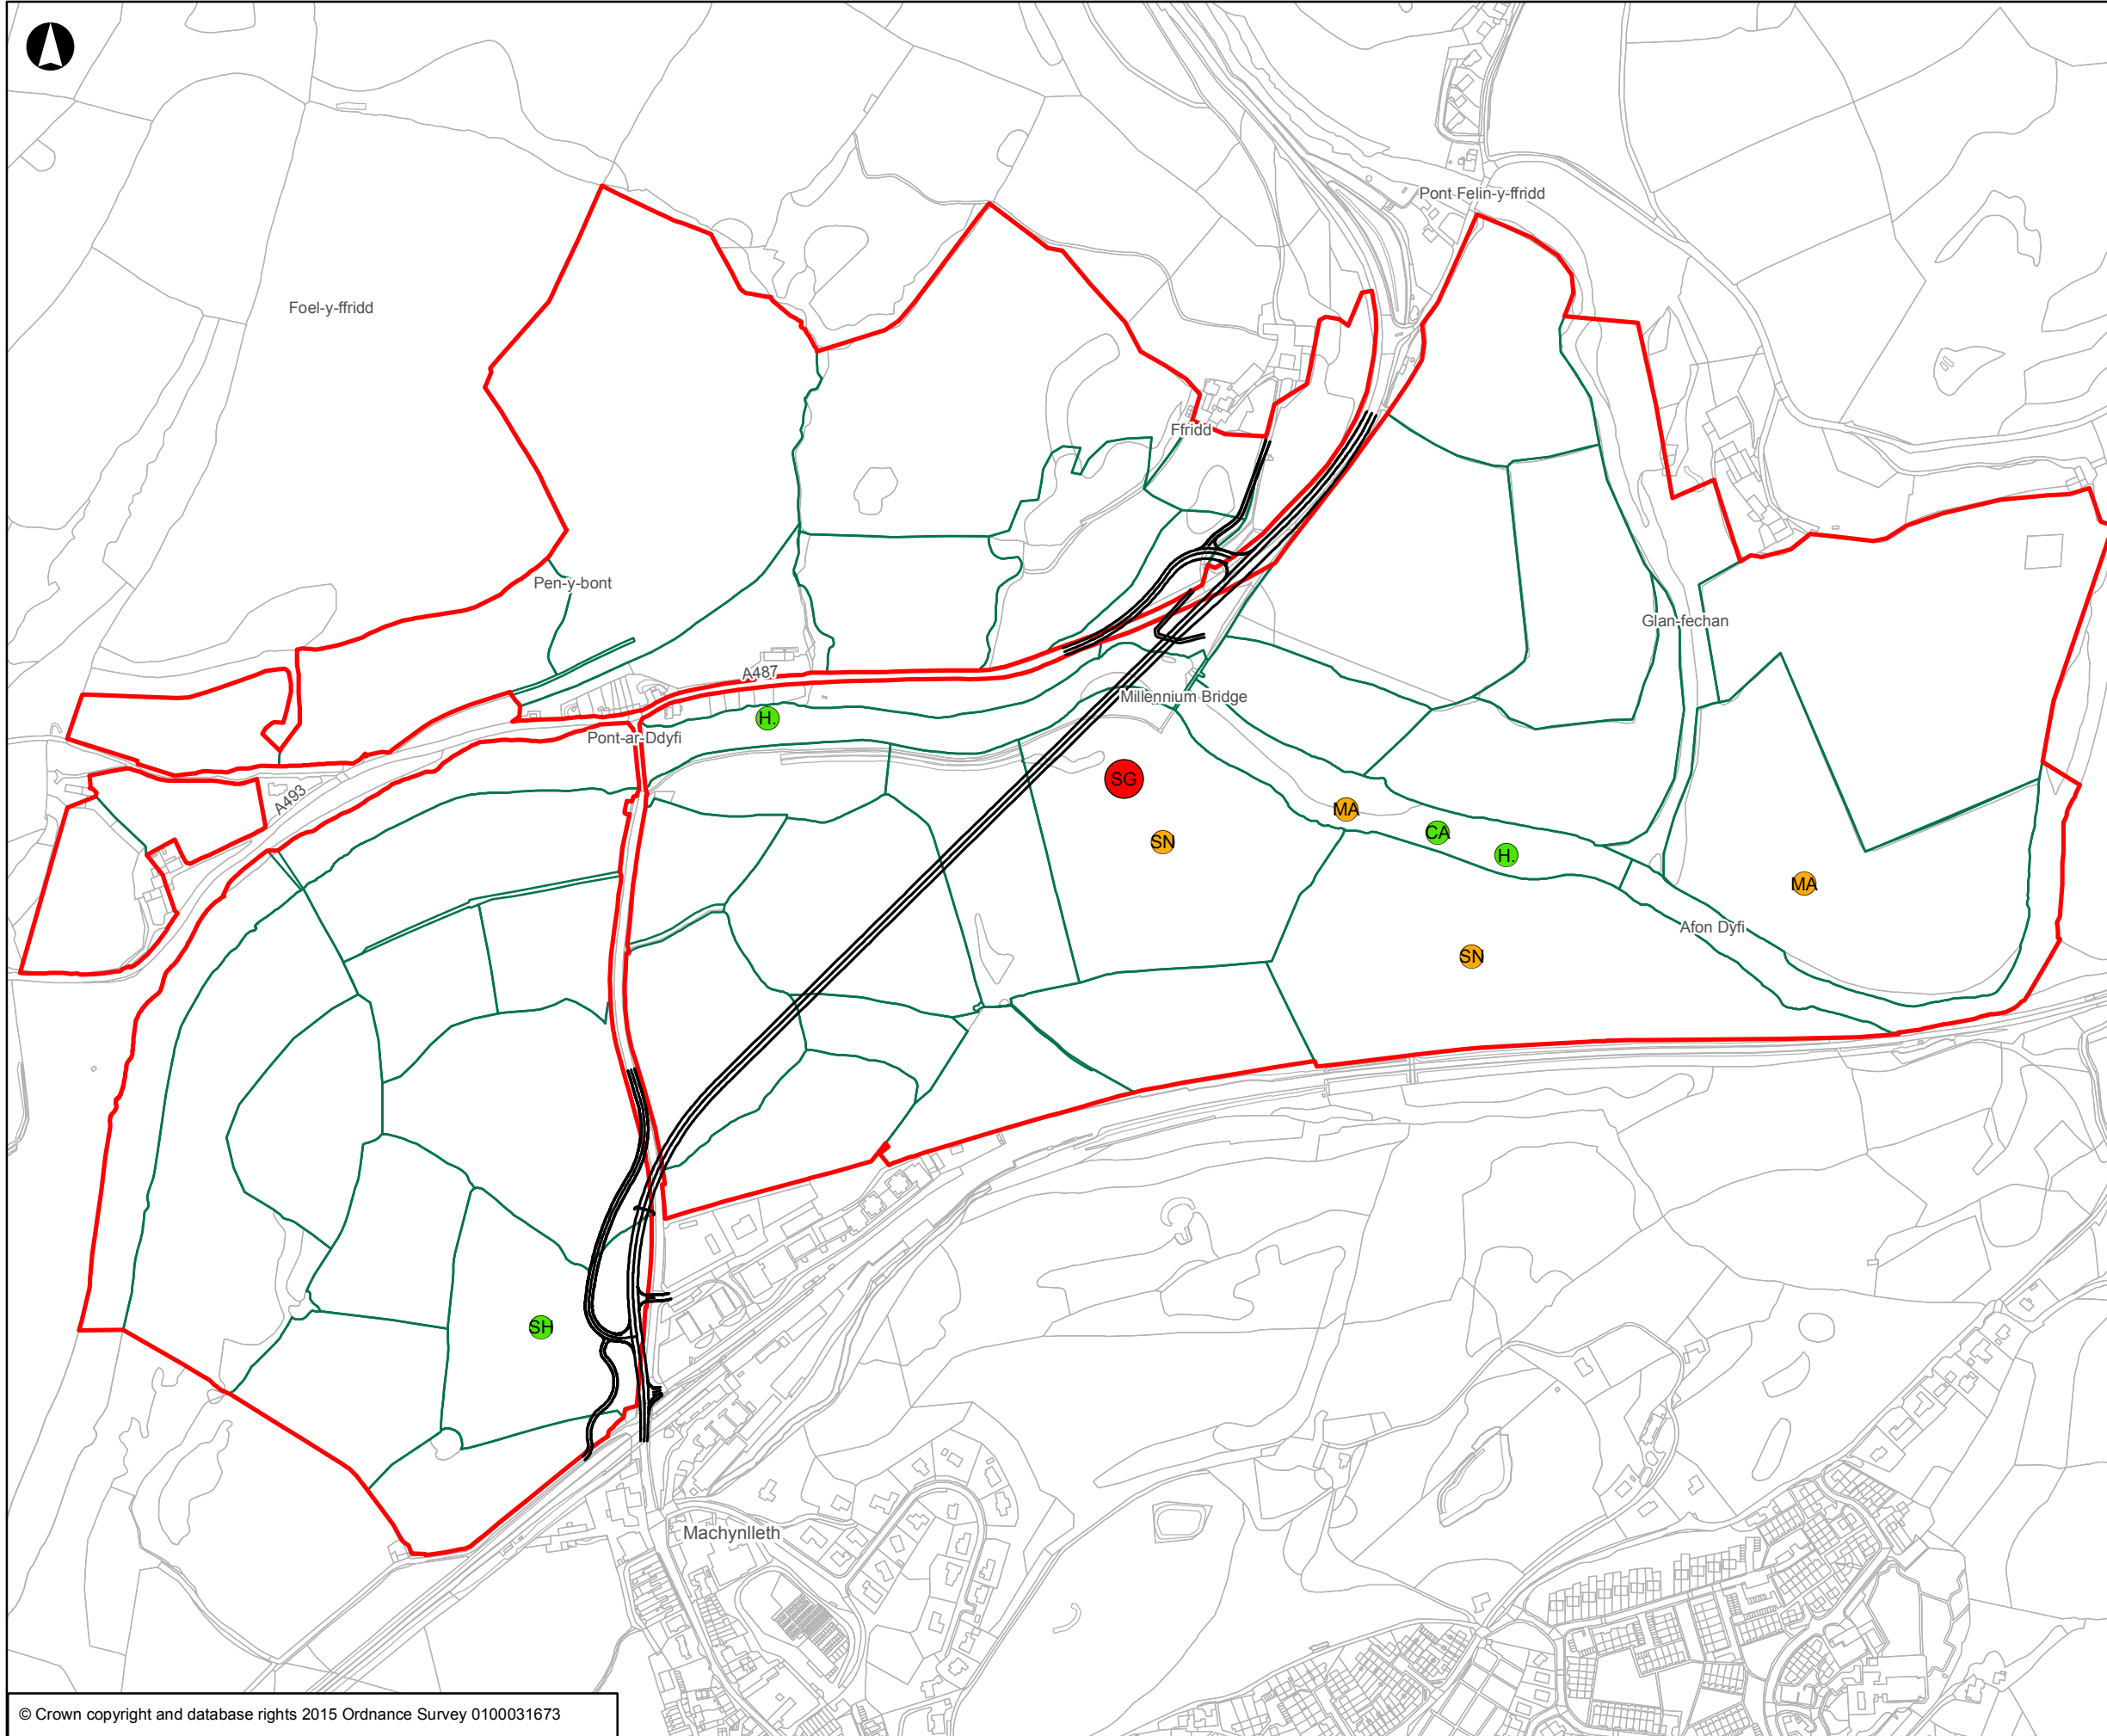 Pont Felin-y-ffridd
Foel-y-ffridd
Ffridd
Pen-y-bont
Glan-fechan
A487
Millennium Bridge
H.
Pont-ar-Ddyfi
SG
A493
MA
CA
SN
H.
MA
Afon Dyfi
SN
SH
Machynlleth
© Crown copyright and database rights 2015 Ordnance Survey 0100031673